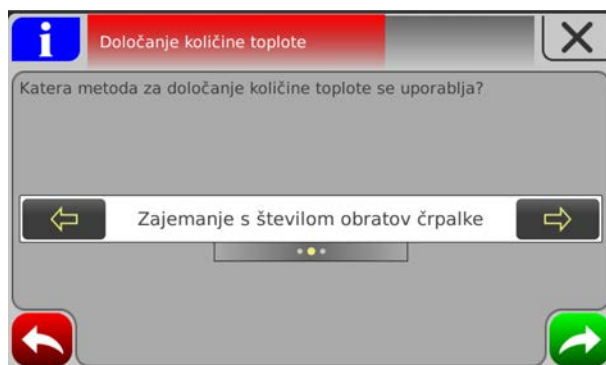 i
Določanje količine toplote
Katera metoda za določanje količine toplote se uporablja?
Zajemanje s številom obratov črpalke